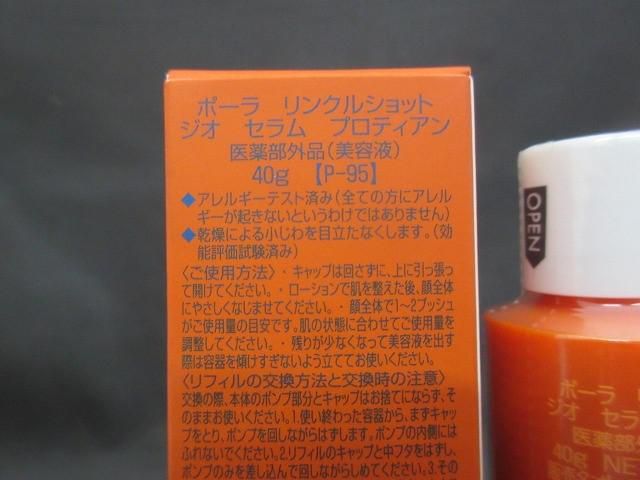 ポーラ リンクルショット
ジオ セラム プロティアン
医薬部外品(美容液)
40g 【P-95】
◆アレルギーテスト済み(全ての方にアレル
ギーが起きないというわけではありません)
◆乾燥による小じわを目立たなくします。(効
能評価試験済み)
〈ご使用方法〉・キャップは回さずに、上に引っ張っ
て開けてください。・ローションで肌を整えた後、顔全体
にやさしくなじませてください。・顔全体で1~2プッシュ
がご使用量の目安です。肌の状態に合わせてご使用量を
調整してください。・残りが少なくなって美容液を出す
際は容器を傾けすぎないよう立ててお使いください。
〈リフィルの交換方法と交換時の注意〉
交換の際、本体のポンプ部分とキャップはお捨てにならず、そ
のままお使いください。1.使い終わった容器から、まずキャッ
プをとり、ポンプを回しながらはずします。ポンプの内側には
ふれないでください。2.リフィルのキャップと中フタをはずし、
ポンプのみを差し込んで回しながらしめてください。3.その
OPEN
ポーラ
ジオ セラ
医薬部
40g NE